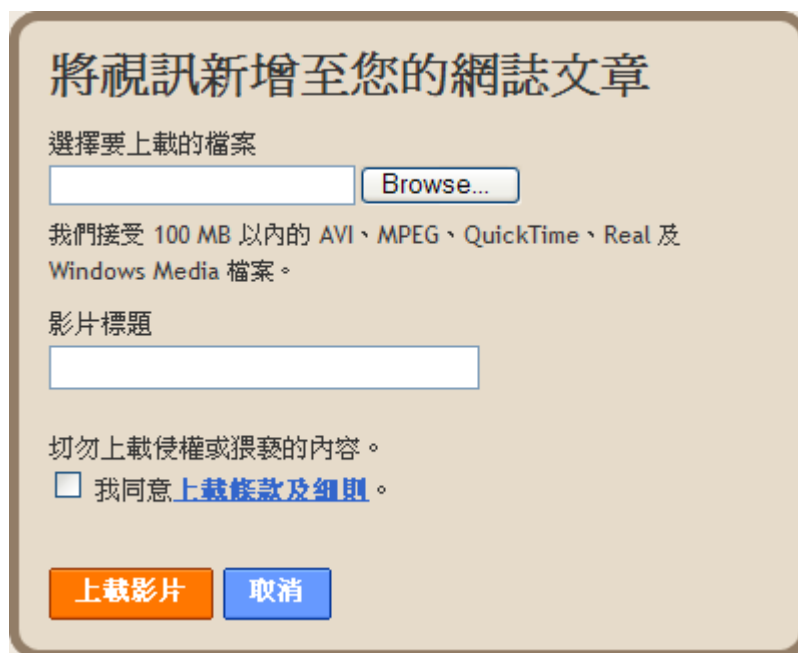 將視訊新增至您的網誌文章
選擇要上載的檔案
Browse...
我們接受 100 MB 以內的 AVI、MPEG、QuickTime、Real 及
Windows Media 檔案。
影片標題
切勿上載侵權或猥褻的內容。
我同意上載條款及細則。
上載影片 取消